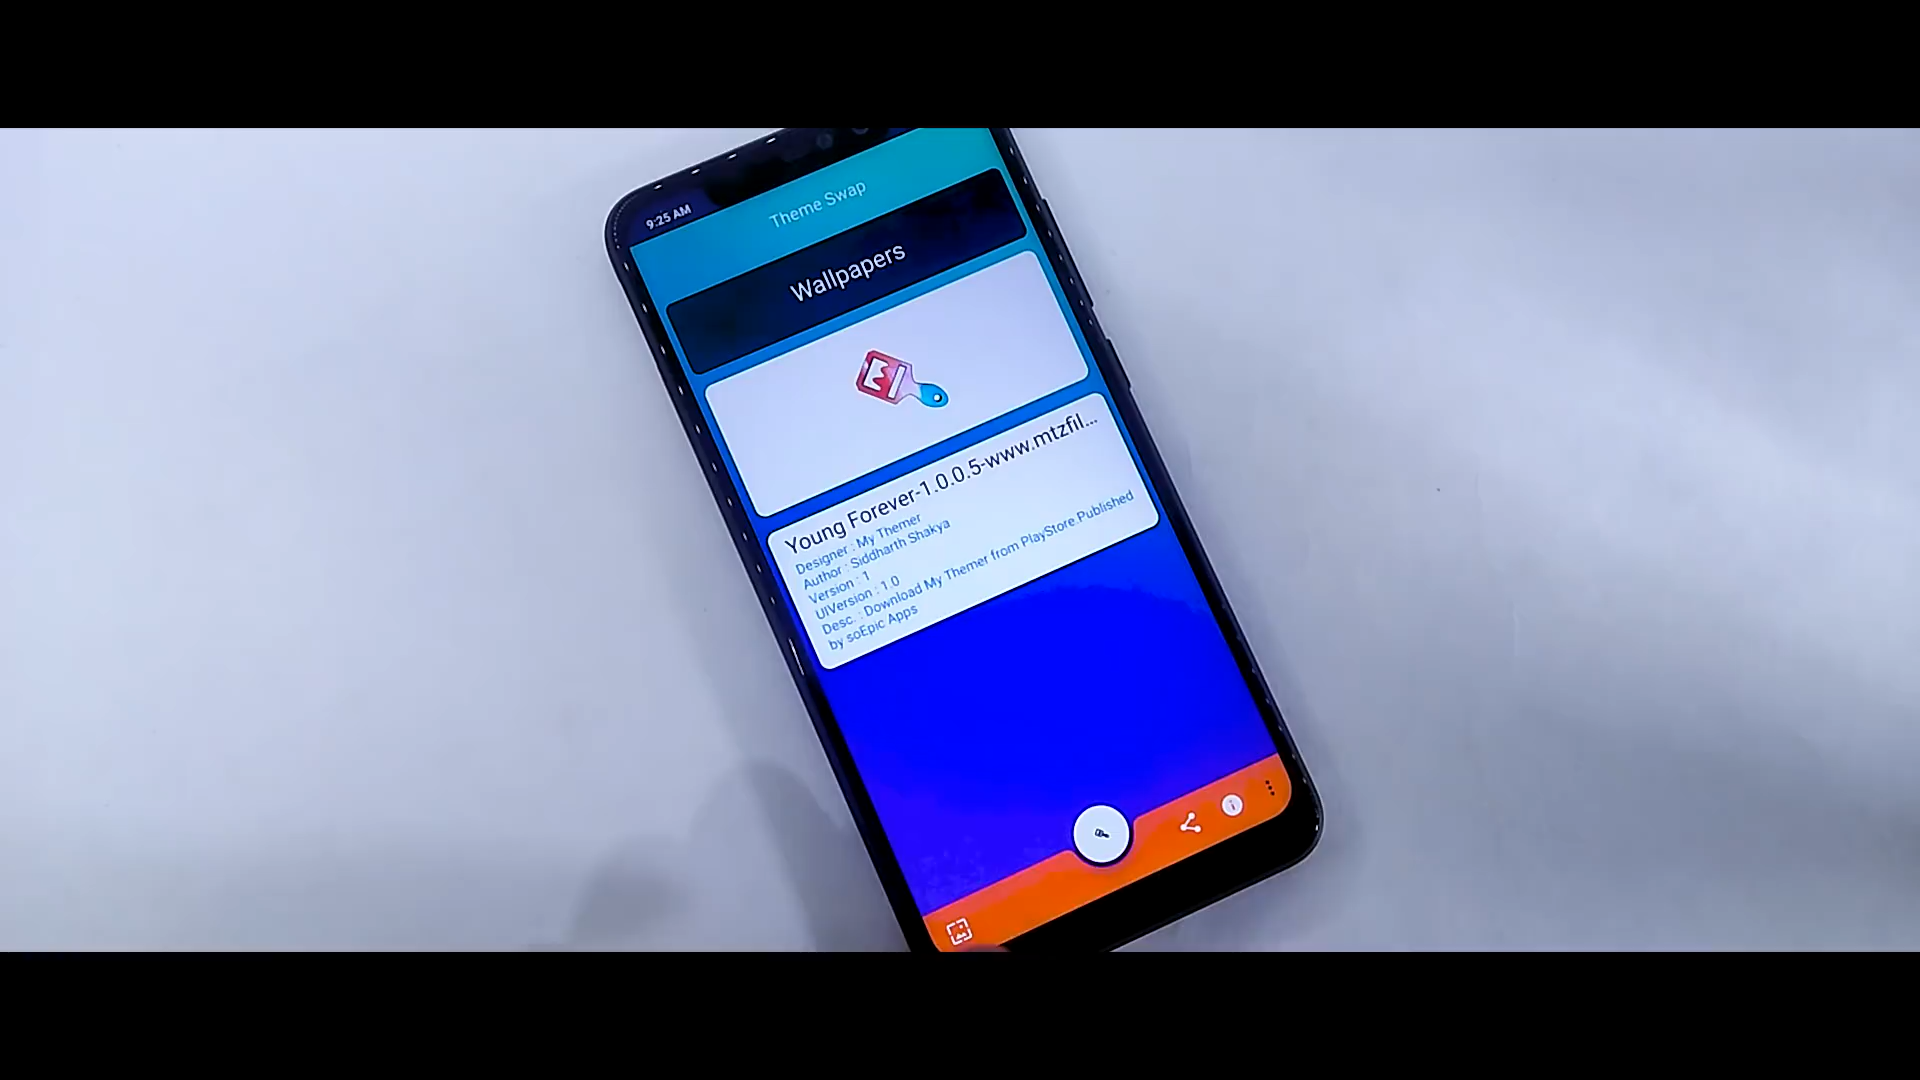 9:25 AM
Theme Swap
Wallpapers
Young Forever-1.0.0.5-www.mtzfil...
Designer : My Themer
Author : Siddharth Shakya
Version : 1
UIVersion : 1.0
Desc. : Download My Themer from PlayStore.Published
by soEpic Apps